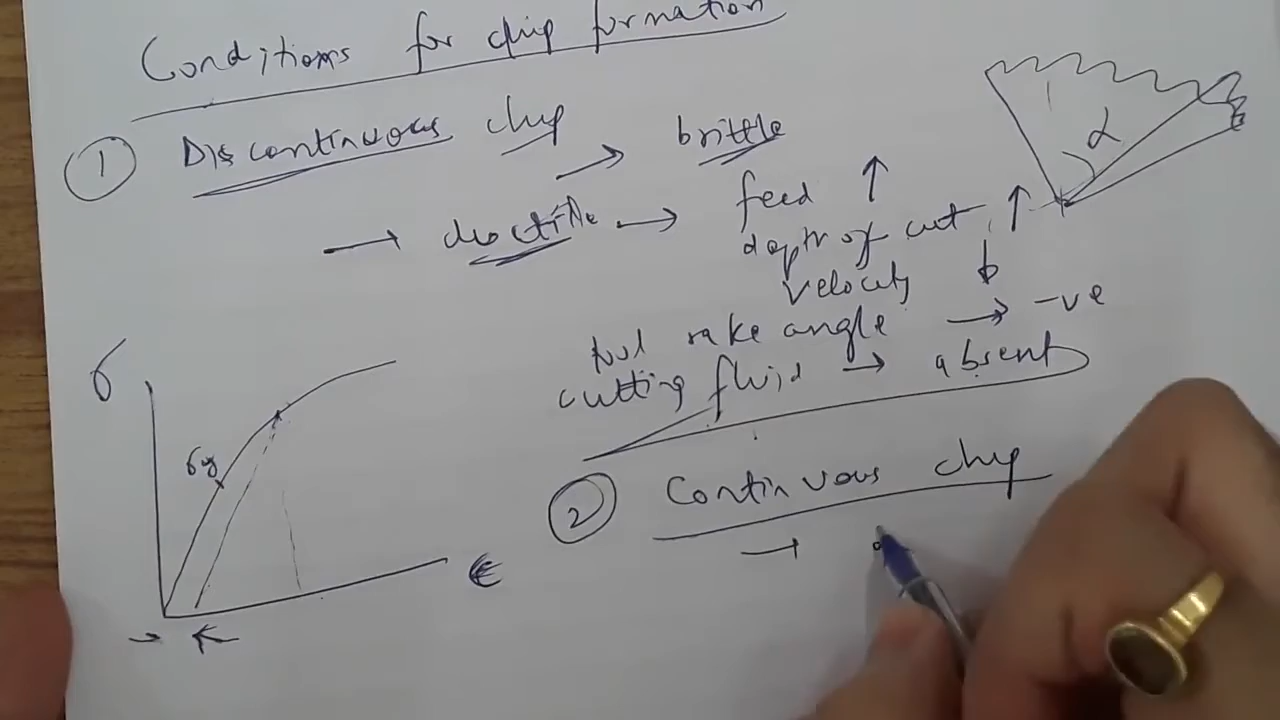 Conditions for chip formation
① Discontinuous chip
→ brittle
→ ductile → feed ↑
depth of cut ↑
velocity ↓
tool rake angle → -ve
cutting fluid → absent
α
σ
σy
ε
② Continuous chip
→